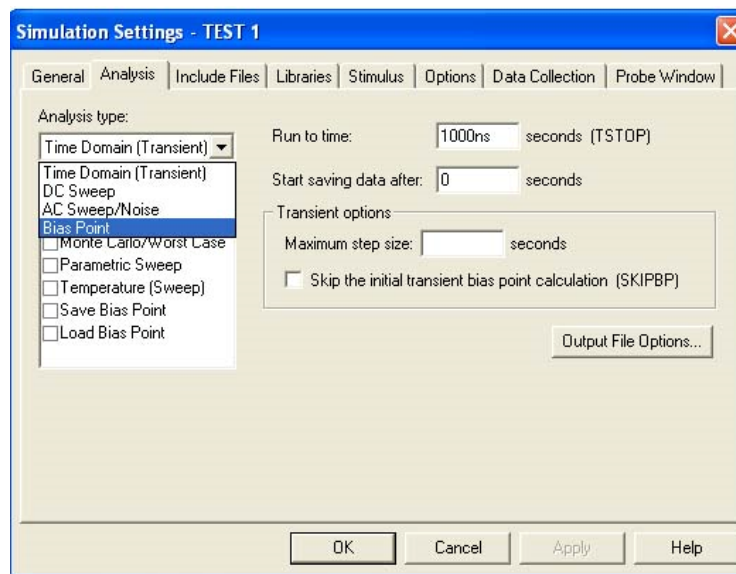 Simulation Settings - TEST 1
General Analysis Include Files Libraries Stimulus Options Data Collection Probe Window
Analysis type:
Time Domain (Transient)
Time Domain (Transient)
DC Sweep
AC Sweep/Noise
Bias Point
Monte Carlo/Worst Case
Parametric Sweep
Temperature (Sweep)
Save Bias Point
Load Bias Point
Run to time: 1000ns seconds (TSTOP)
Start saving data after: 0 seconds
Transient options
Maximum step size: seconds
Skip the initial transient bias point calculation (SKIPBP)
Output File Options...
OK Cancel Apply Help